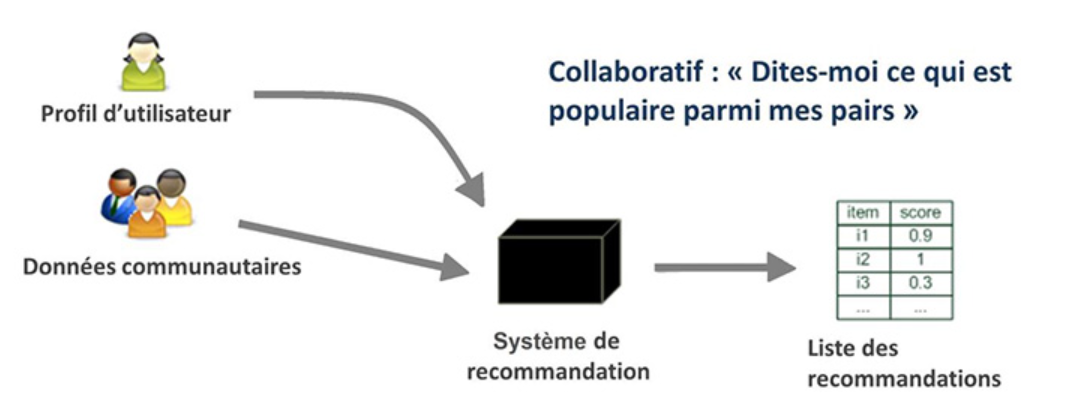 Profil d’utilisateur
Collaboratif : « Dites-moi ce qui est
populaire parmi mes pairs »
Données communautaires
Système de
recommandation
item score
i1 0.9
i2 1
i3 0.3
... ...
Liste des
recommandations